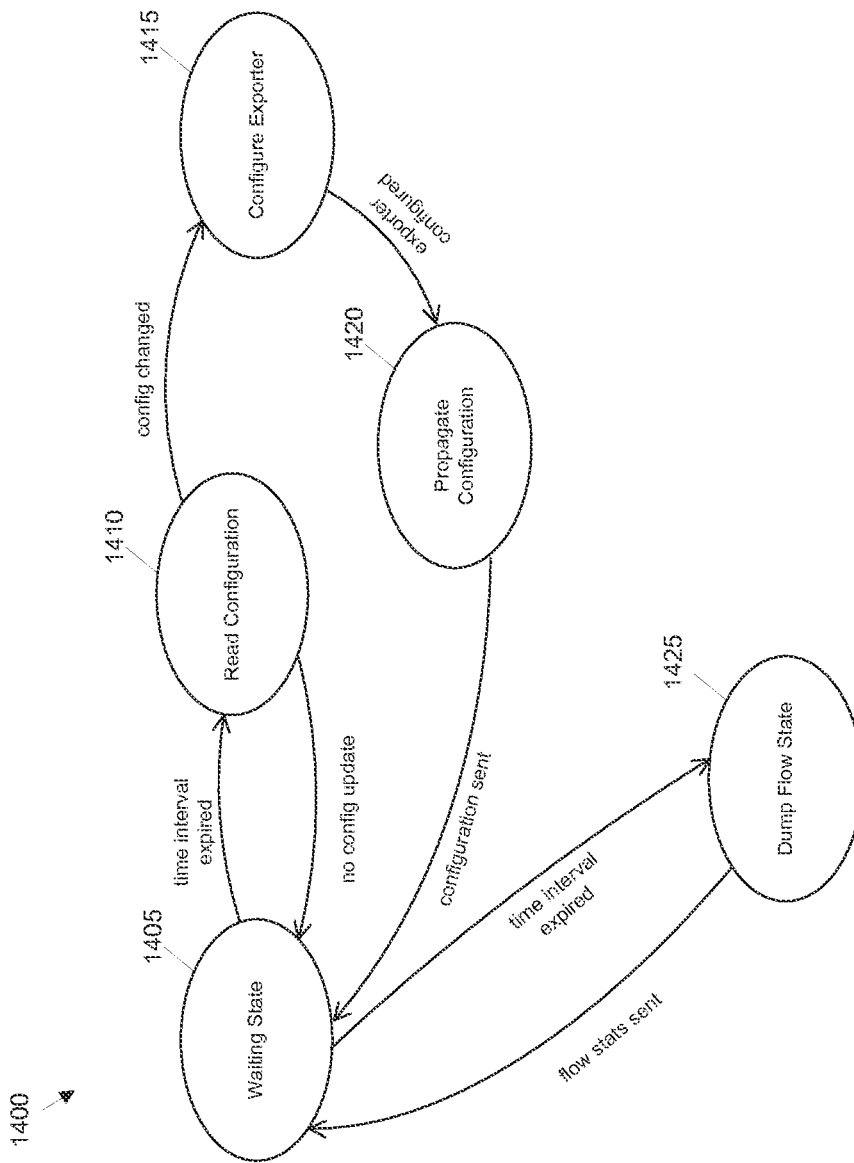 1400
1405
Waiting State
time interval
expired
no config update
1410
Read Configuration
config changed
1415
Configure Exporter
exporter
configured
1420
Propagate
Configuration
configuration sent
time interval
expired
1425
Dump Flow State
flow stats sent